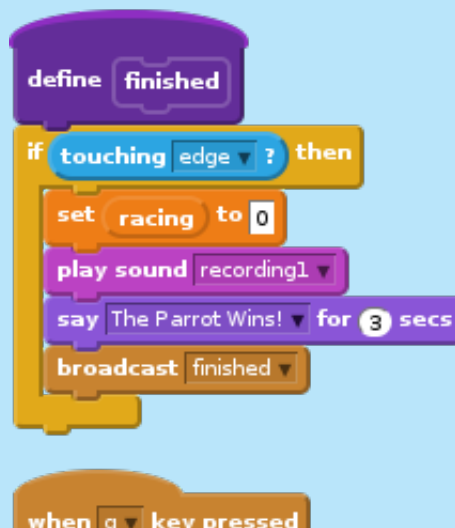 define finished
if touching edge ? then
set racing to 0
play sound recording1
say The Parrot Wins! for 3 secs
broadcast finished
when g key pressed